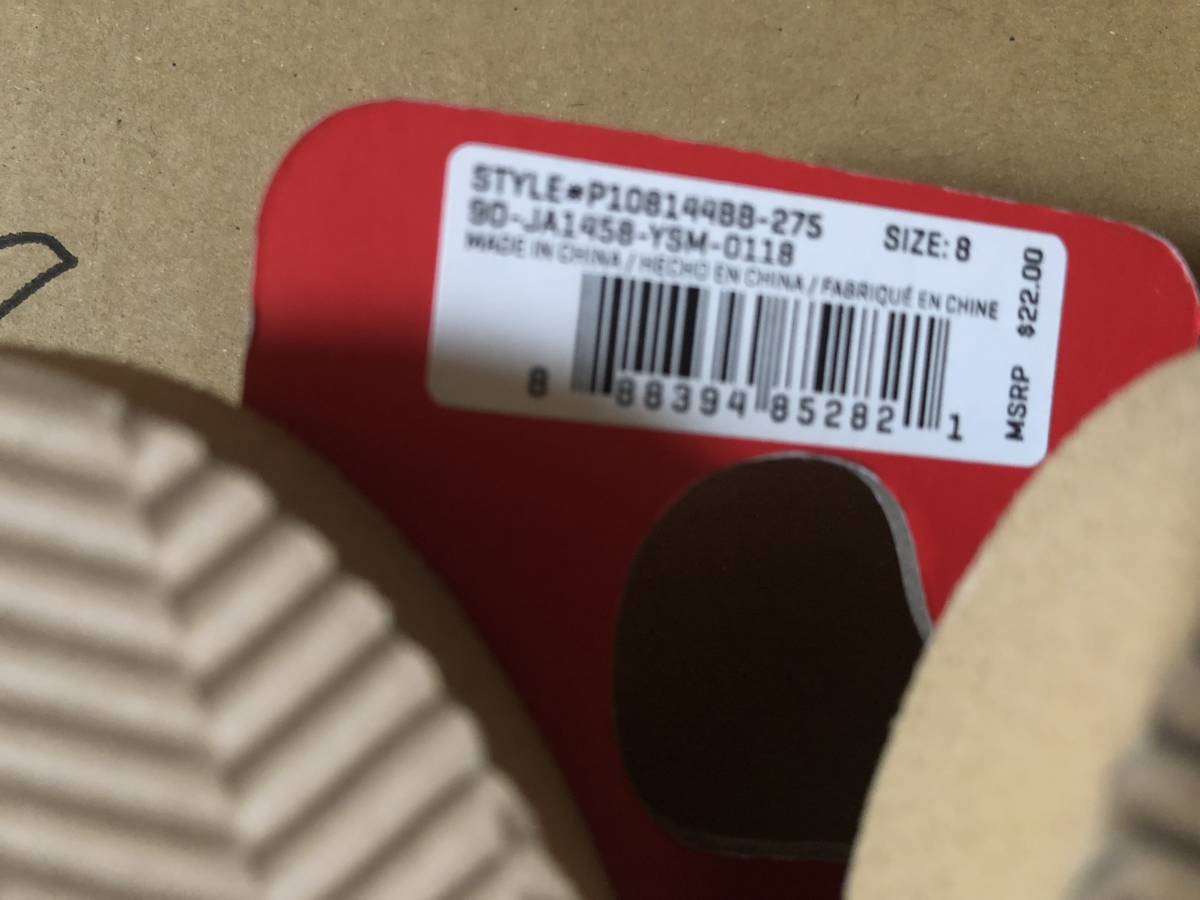 STYLE#P108144BB-275
SIZE: 8
90-JA1458-YSM-0118
MADE IN CHINA / HECHO EN CHINA / FABRIQUÉ EN CHINE
8 88394 85282 1
MSRP $22.00